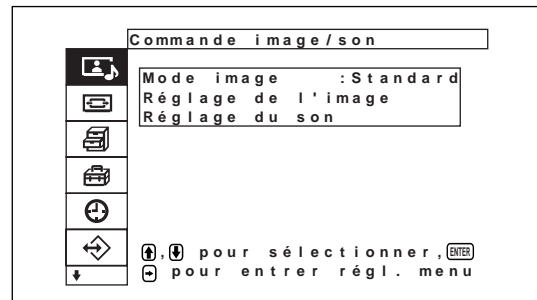 Commande image/son
Mode image :Standard
Réglage de l'image
Réglage du son
, pour sélectionner, ENTER
pour entrer régl. menu